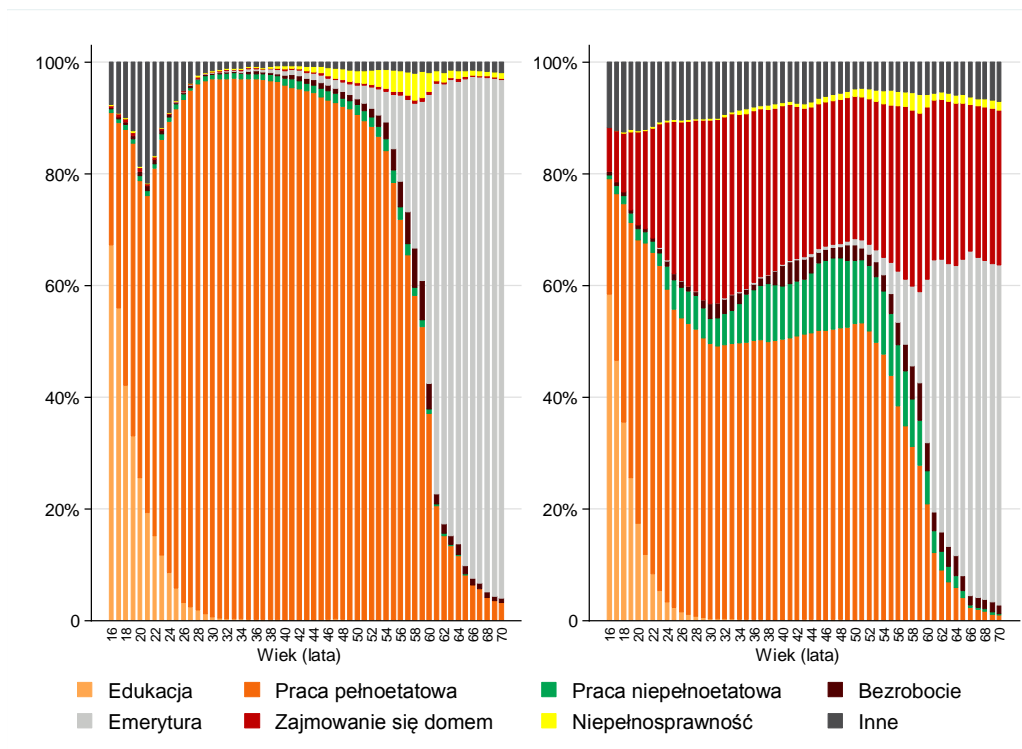 100%
80%
60%
40%
20%
0
16 18 20 22 24 26 28 30 32 34 36 38 40 42 44 46 48 50 52 54 56 58 60 62 64 66 68 70
Wiek (lata)
100%
80%
60%
40%
20%
0
16 18 20 22 24 26 28 30 32 34 36 38 40 42 44 46 48 50 52 54 56 58 60 62 64 66 68 70
Wiek (lata)
Edukacja Praca pełnoetatowa Praca niepełnoetatowa Bezrobocie
Emerytura Zajmowanie się domem Niepełnosprawność Inne